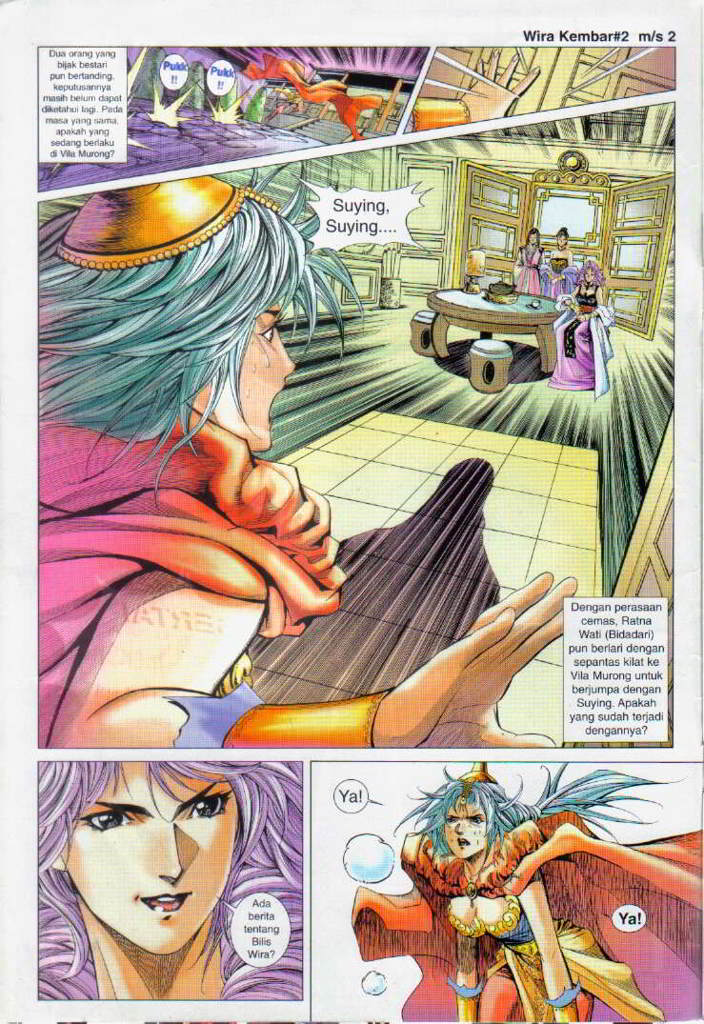 Wira Kembar#2 m/s 2
Dua orang yang
bijak bestari
pun bertanding,
keputusannya
masih belum dapat
diketahui lagi. Pada
masa yang sama,
apakah yang
sedang berlaku
di Vila Murong?
Pukk
!!
Pukk
!!
Suying,
Suying....
Dengan perasaan
cemas, Ratna
Wati (Bidadari)
pun berlari dengan
sepantas kilat ke
Vila Murong untuk
berjumpa dengan
Suying. Apakah
yang sudah terjadi
dengannya?
Ada
berita
tentang
Bilis
Wira?
Ya!
Ya!